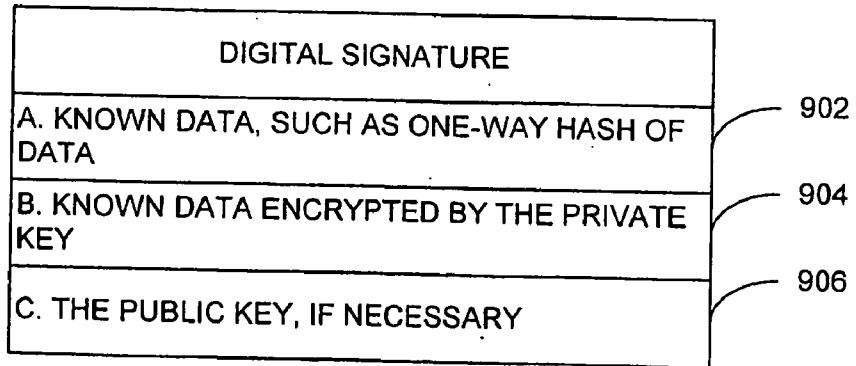 DIGITAL SIGNATURE
A. KNOWN DATA, SUCH AS ONE-WAY HASH OF
DATA
902
B. KNOWN DATA ENCRYPTED BY THE PRIVATE
KEY
904
C. THE PUBLIC KEY, IF NECESSARY
906